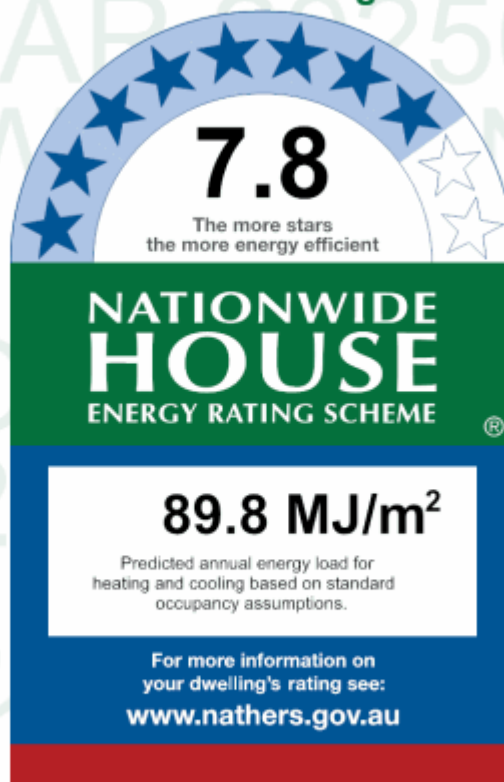 7.8
The more stars
the more energy efficient
NATIONWIDE
HOUSE
ENERGY RATING SCHEME
®
89.8 MJ/m²
Predicted annual energy load for
heating and cooling based on standard
occupancy assumptions.
For more information on
your dwelling's rating see:
www.nathers.gov.au